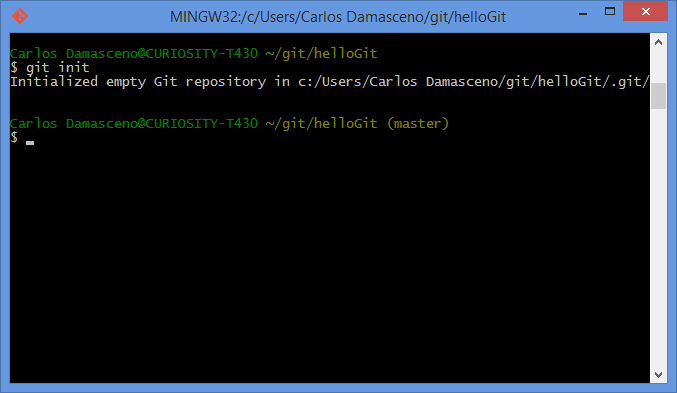 MINGW32:/c/Users/Carlos Damasceno/git/helloGit
Carlos Damasceno@CURIOSITY-T430 ~/git/helloGit
$ git init
Initialized empty Git repository in c:/Users/Carlos Damasceno/git/helloGit/.git/
Carlos Damasceno@CURIOSITY-T430 ~/git/helloGit (master)
$